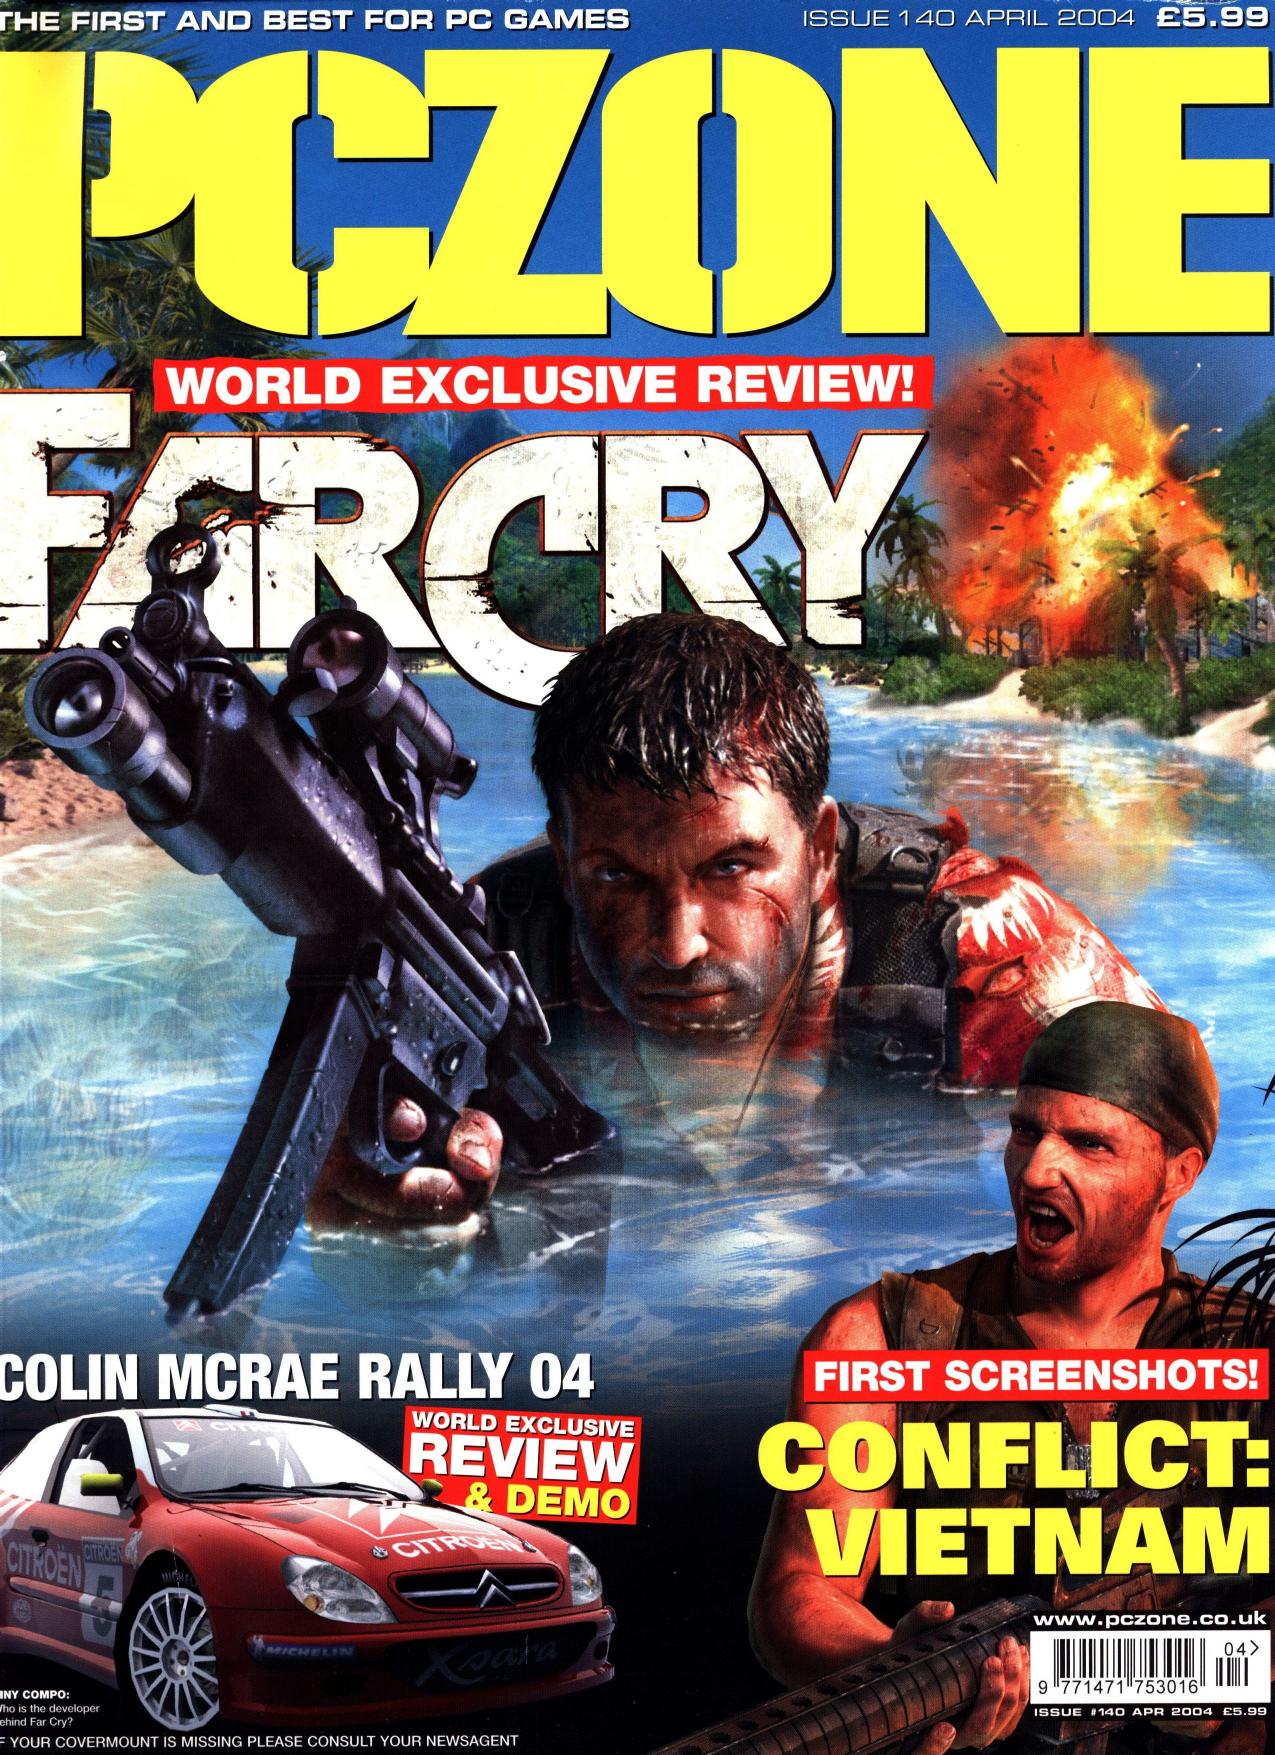 THE FIRST AND BEST FOR PC GAMES
ISSUE 140 APRIL 2004 £5.99
PCZONE
WORLD EXCLUSIVE REVIEW!
FARCRY
COLIN MCRAE RALLY 04
WORLD EXCLUSIVE
REVIEW
& DEMO
CITROËN
CITROËN
CITROËN
5
MICHELIN
Xsara
FIRST SCREENSHOTS!
CONFLICT:
VIETNAM
www.pczone.co.uk
04>
9 771471 753016
ISSUE #140 APR 2004 £5.99
INY COMPO:
Who is the developer
ehind Far Cry?
F YOUR COVERMOUNT IS MISSING PLEASE CONSULT YOUR NEWSAGENT